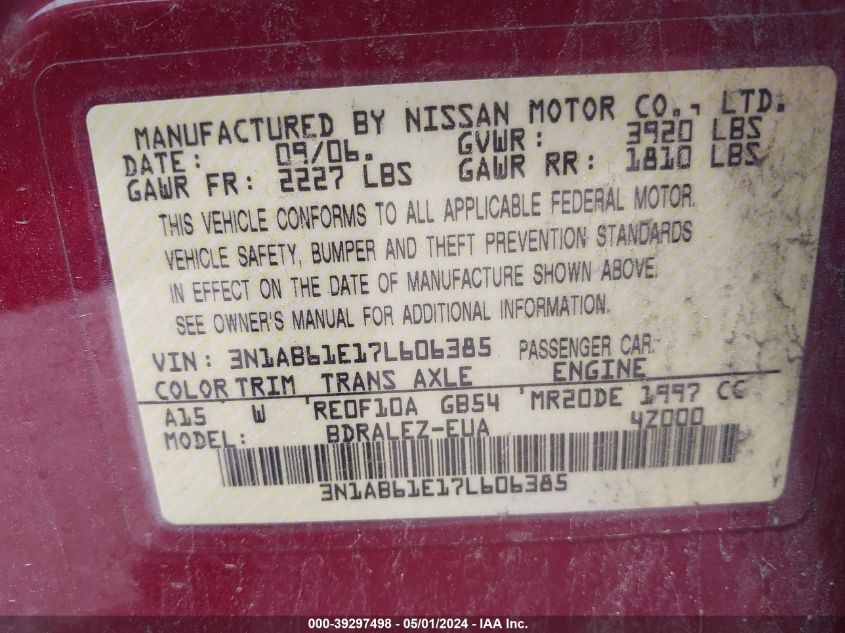 MANUFACTURED BY NISSAN MOTOR CO., LTD.
DATE: 09/06. GVWR: 3920 LBS
GAWR FR: 2227 LBS GAWR RR: 1810 LBS
THIS VEHICLE CONFORMS TO ALL APPLICABLE FEDERAL MOTOR
VEHICLE SAFETY, BUMPER AND THEFT PREVENTION STANDARDS
IN EFFECT ON THE DATE OF MANUFACTURE SHOWN ABOVE.
SEE OWNER'S MANUAL FOR ADDITIONAL INFORMATION.
VIN: 3N1AB61E17L606385 PASSENGER CAR
COLOR TRIM TRANS AXLE ENGINE
A15 W RE0F10A GB54 MR20DE 1997 CC
MODEL: BDRALEZ-EUA 4Z000
3N1AB61E17L606385
000-39297498 - 05/01/2024 - IAA Inc.